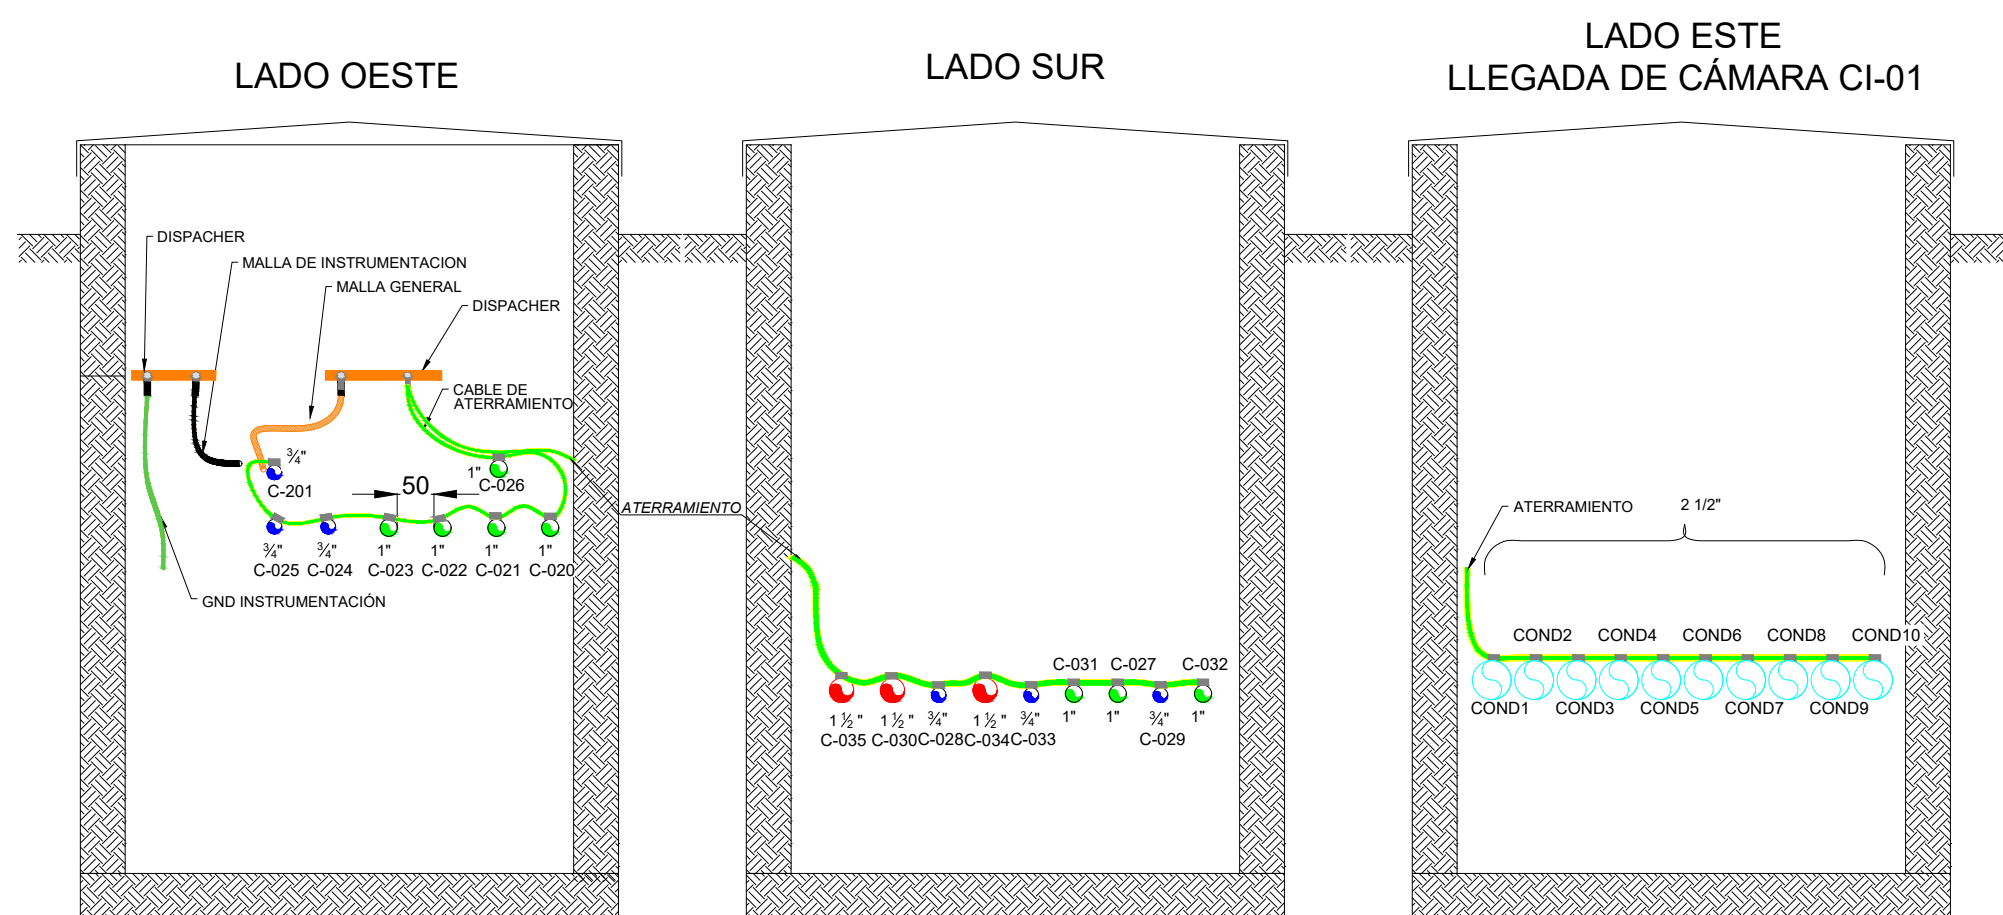 LADO OESTE
DISPACHER
MALLA DE INSTRUMENTACION
MALLA GENERAL
DISPACHER
CABLE DE
ATERRAMIENTO
¾"
C-201
50
1"
C-026
¾"
¾"
1"
1"
1"
1"
C-025
C-024
C-023
C-022
C-021
C-020
GND INSTRUMENTACIÓN
ATERRAMIENTO
LADO SUR
C-031
C-027
C-032
1 ½ "
1 ½ "
¾"
1 ½ "
¾"
1"
1"
¾"
1"
C-035
C-030
C-028
C-034
C-033
C-029
LADO ESTE
LLEGADA DE CÁMARA CI-01
ATERRAMIENTO
2 1/2"
COND2
COND4
COND6
COND8
COND10
COND1
COND3
COND5
COND7
COND9